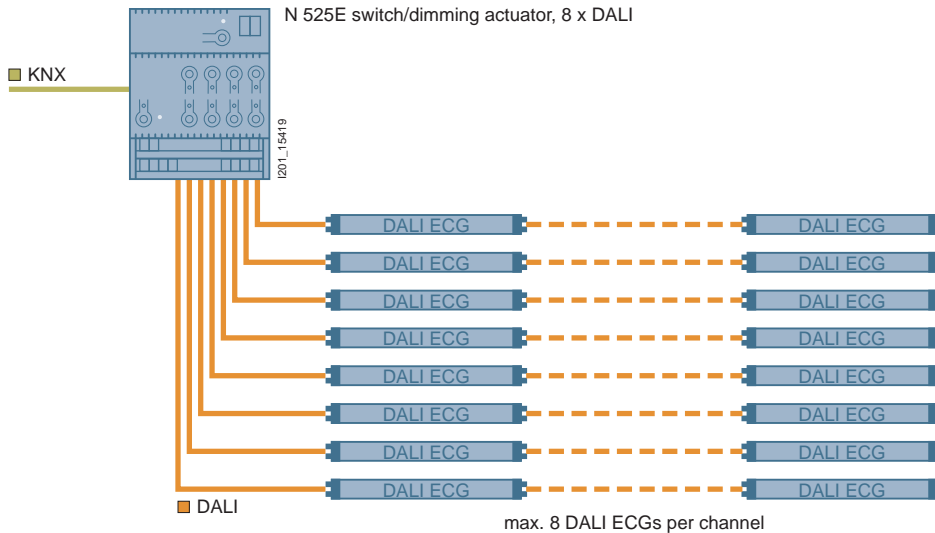 N 525E switch/dimming actuator, 8 x DALI
KNX
I201_15419
DALI ECG DALI ECG
DALI ECG DALI ECG
DALI ECG DALI ECG
DALI ECG DALI ECG
DALI ECG DALI ECG
DALI ECG DALI ECG
DALI ECG DALI ECG
DALI ECG DALI ECG
DALI
max. 8 DALI ECGs per channel